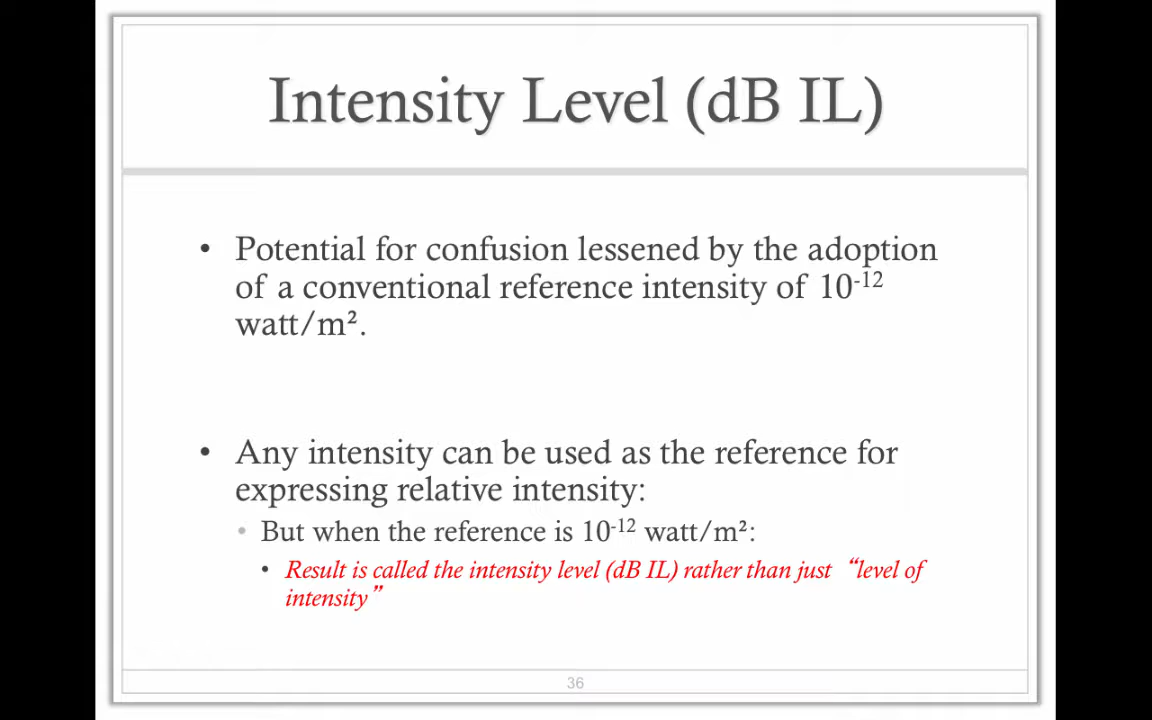 Intensity Level (dB IL)
• Potential for confusion lessened by the adoption
of a conventional reference intensity of 10⁻¹²
watt/m².
• Any intensity can be used as the reference for
expressing relative intensity:
• But when the reference is 10⁻¹² watt/m²:
• Result is called the intensity level (dB IL) rather than just “level of
intensity”
36